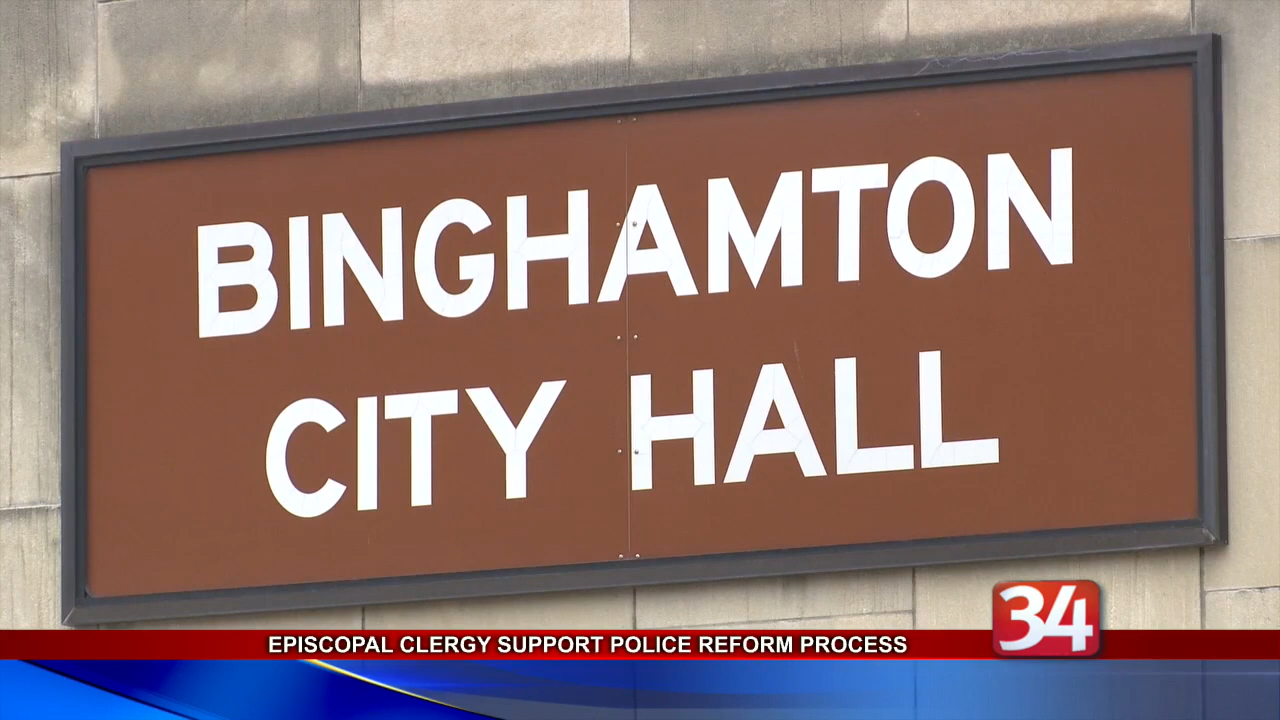 BINGHAMTON
CITY HALL
34
EPISCOPAL CLERGY SUPPORT POLICE REFORM PROCESS